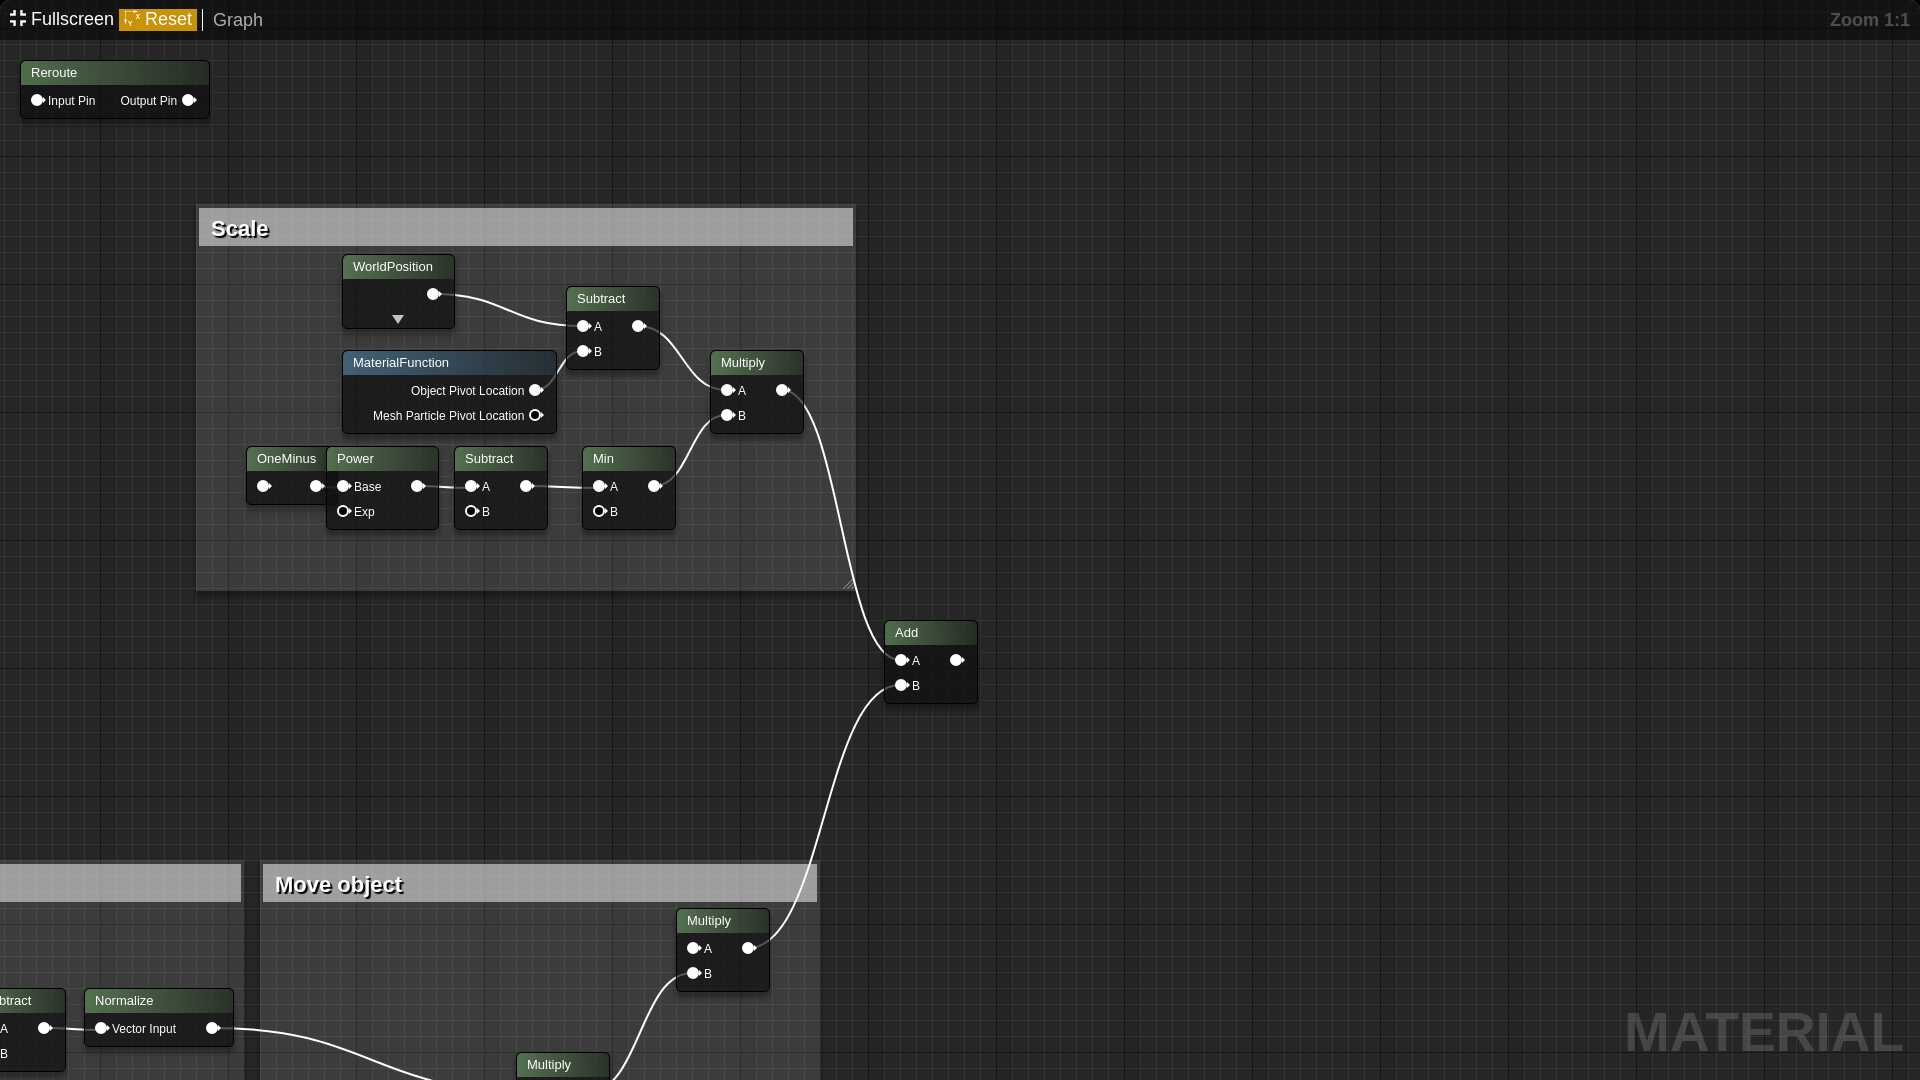 Fullscreen Reset Graph Zoom 1:1
Reroute
Input Pin Output Pin
Scale
WorldPosition
Subtract
A
B
MaterialFunction
Object Pivot Location
Mesh Particle Pivot Location
Multiply
A
B
OneMinus
Power
Base
Exp
Subtract
A
B
Min
A
B
Add
A
B
Move object
Multiply
A
B
btract
A
B
Normalize
Vector Input
Multiply
MATERIAL